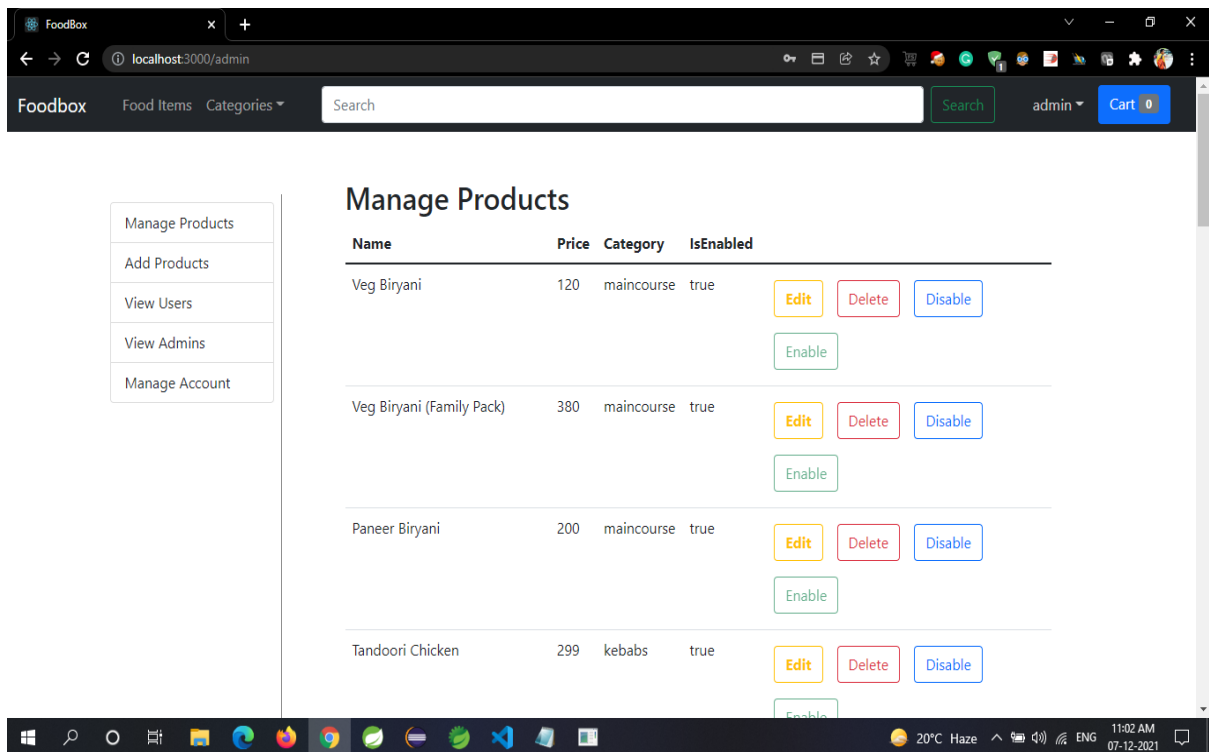 FoodBox
localhost:3000/admin
1
Foodbox Food Items Categories Search Search admin Cart 0
Manage Products
Add Products
View Users
View Admins
Manage Account
Manage Products
Name Price Category IsEnabled
Veg Biryani 120 maincourse true Edit Delete Disable
Enable
Veg Biryani (Family Pack) 380 maincourse true Edit Delete Disable
Enable
Paneer Biryani 200 maincourse true Edit Delete Disable
Enable
Tandoori Chicken 299 kebabs true Edit Delete Disable
Enable
20°C Haze ENG 11:02 AM
07-12-2021